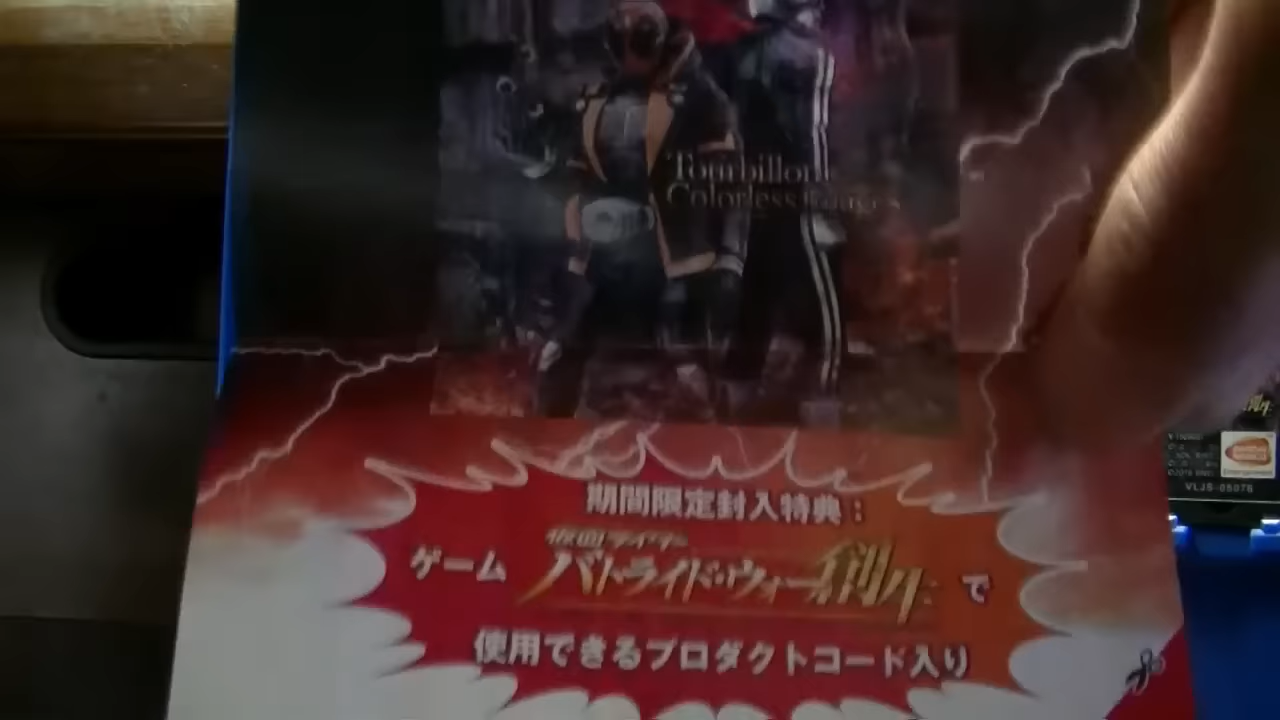 Tourbillon
Colorless Images
期間限定封入特典：
ゲーム 仮面ライダー バトライド・ウォー創生 で
使用できるプロダクトコード入り
VLJS-05076